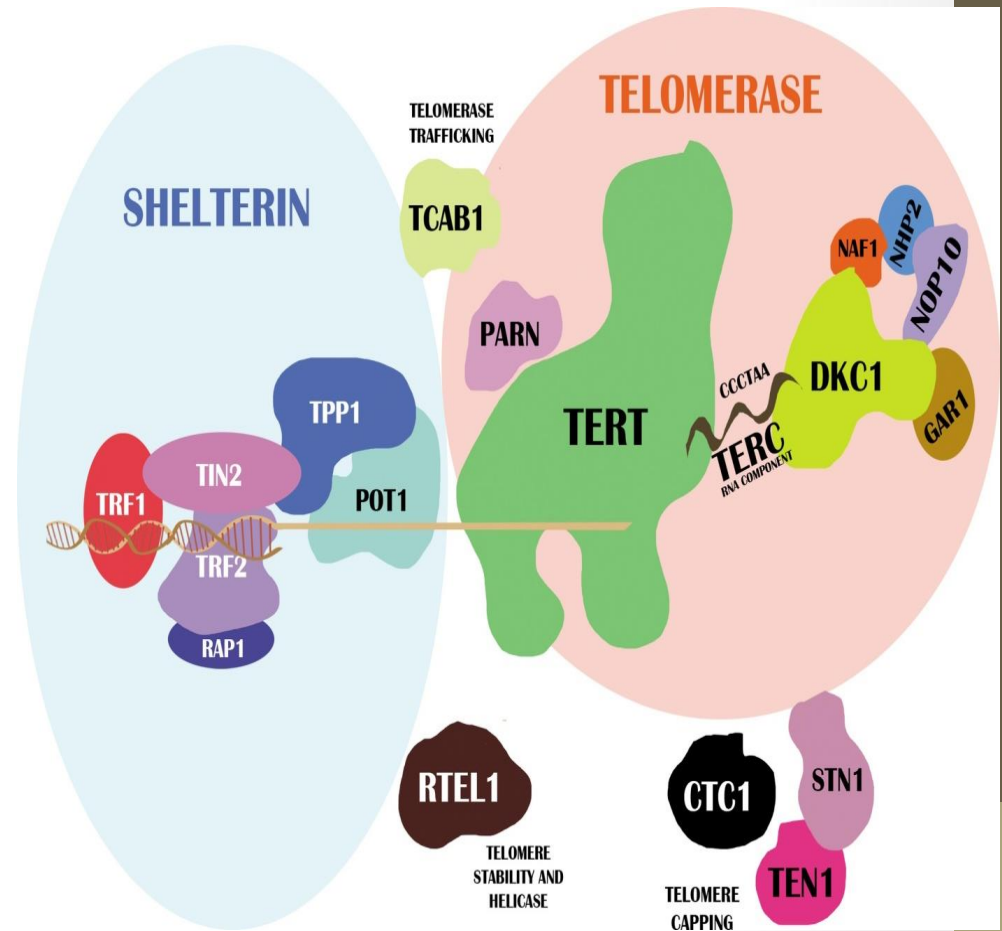 TELOMERASE
TELOMERASE
TRAFFICKING
SHELTERIN
TCAB1
NAF1
NHP2
NOP10
PARN
CCCTAA
DKC1
TPP1
TERT
GAR1
TERC
RNA COMPONENT
TIN2
TRF1
POT1
TRF2
RAP1
RTEL1
CTC1
STN1
TELOMERE
STABILITY AND
HELICASE
TEN1
TELOMERE
CAPPING